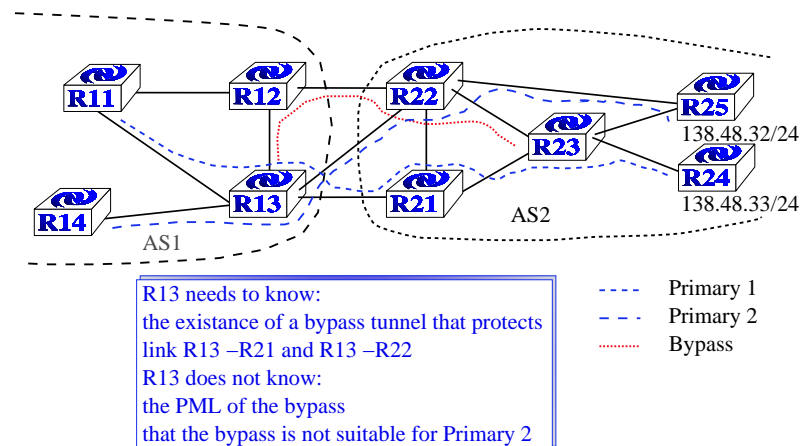 R11
R12
R22
R25
138.48.32/24
R23
R24
138.48.33/24
R14
R13
R21
AS1
AS2
R13 needs to know:
the existance of a bypass tunnel that protects
link R13 –R21 and R13 –R22
R13 does not know:
the PML of the bypass
that the bypass is not suitable for Primary 2
Primary 1
Primary 2
Bypass